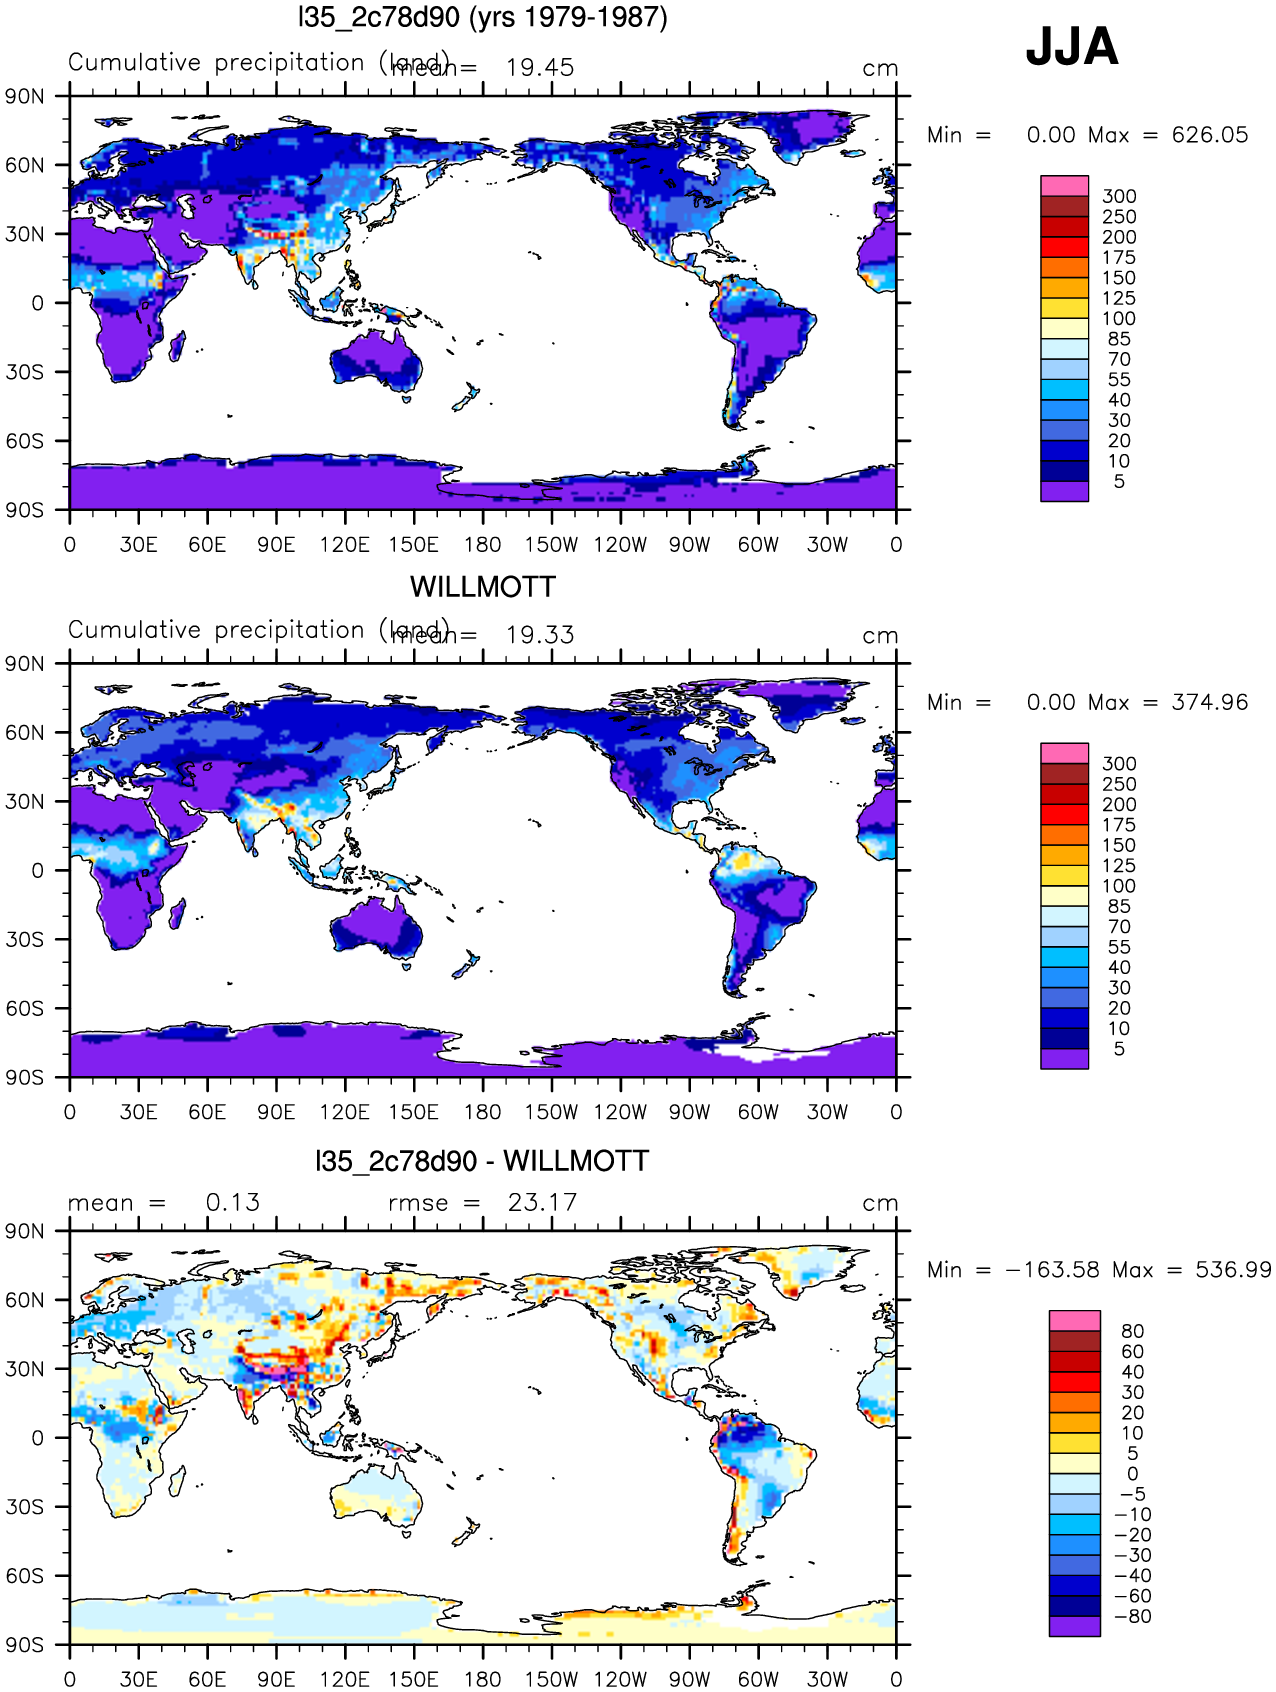 l35_2c78d90 (yrs 1979-1987)
JJA
Cumulative precipitation (land) mean= 19.45 cm
Min = 0.00 Max = 626.05
90N
60N
30N
0
30S
60S
90S
0 30E 60E 90E 120E 150E 180 150W 120W 90W 60W 30W 0
300
250
200
175
150
125
100
85
70
55
40
30
20
10
5
WILLMOTT
Cumulative precipitation (land) mean= 19.33 cm
Min = 0.00 Max = 374.96
90N
60N
30N
0
30S
60S
90S
0 30E 60E 90E 120E 150E 180 150W 120W 90W 60W 30W 0
300
250
200
175
150
125
100
85
70
55
40
30
20
10
5
l35_2c78d90 - WILLMOTT
mean = 0.13 rmse = 23.17 cm
Min = −163.58 Max = 536.99
90N
60N
30N
0
30S
60S
90S
0 30E 60E 90E 120E 150E 180 150W 120W 90W 60W 30W 0
80
60
40
30
20
10
5
0
−5
−10
−20
−30
−40
−60
−80